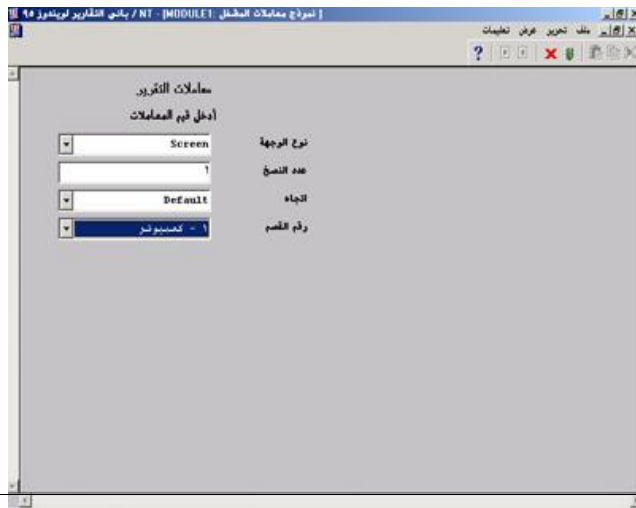 باني التقارير لويندوز ٩٥ / NT - [MODULE1: نموذج معاملات المشغل ]
ملف تحرير عرض تعليمات
?
معاملات التقرير
أدخل قيم المعاملات
نوع الوجهة Screen
عدد النسخ ١
اتجاه Default
رقم القسم ١ - كمبيوتر